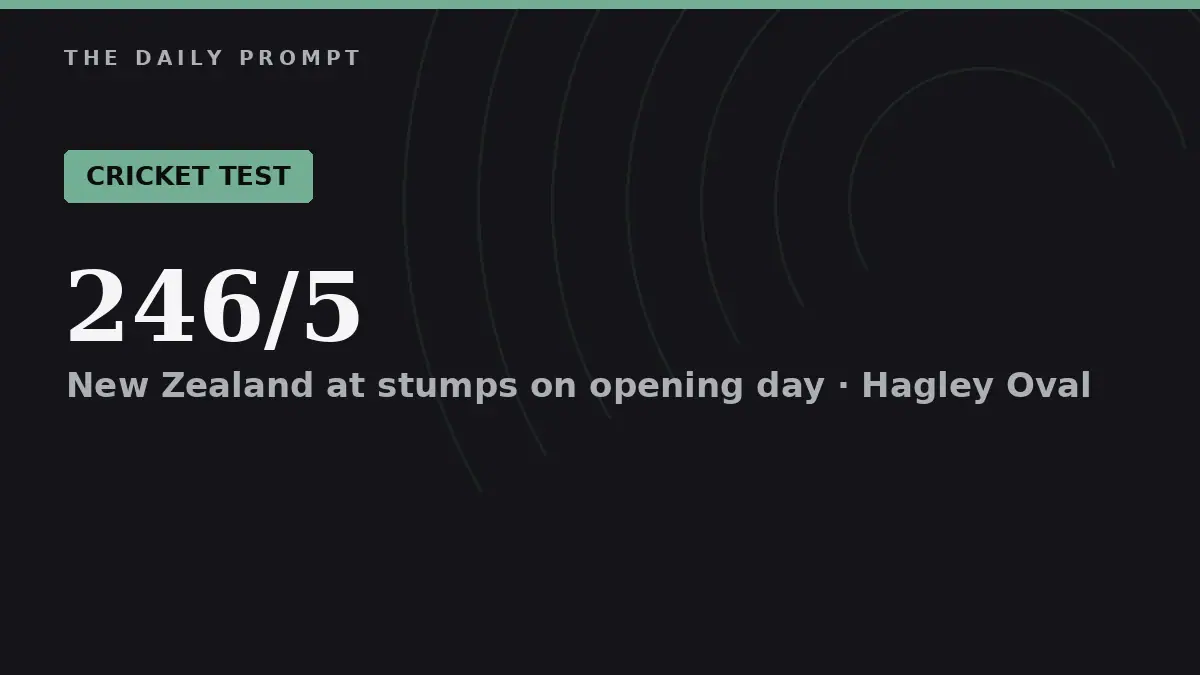 THE DAILY PROMPT
CRICKET TEST
246/5
New Zealand at stumps on opening day · Hagley Oval